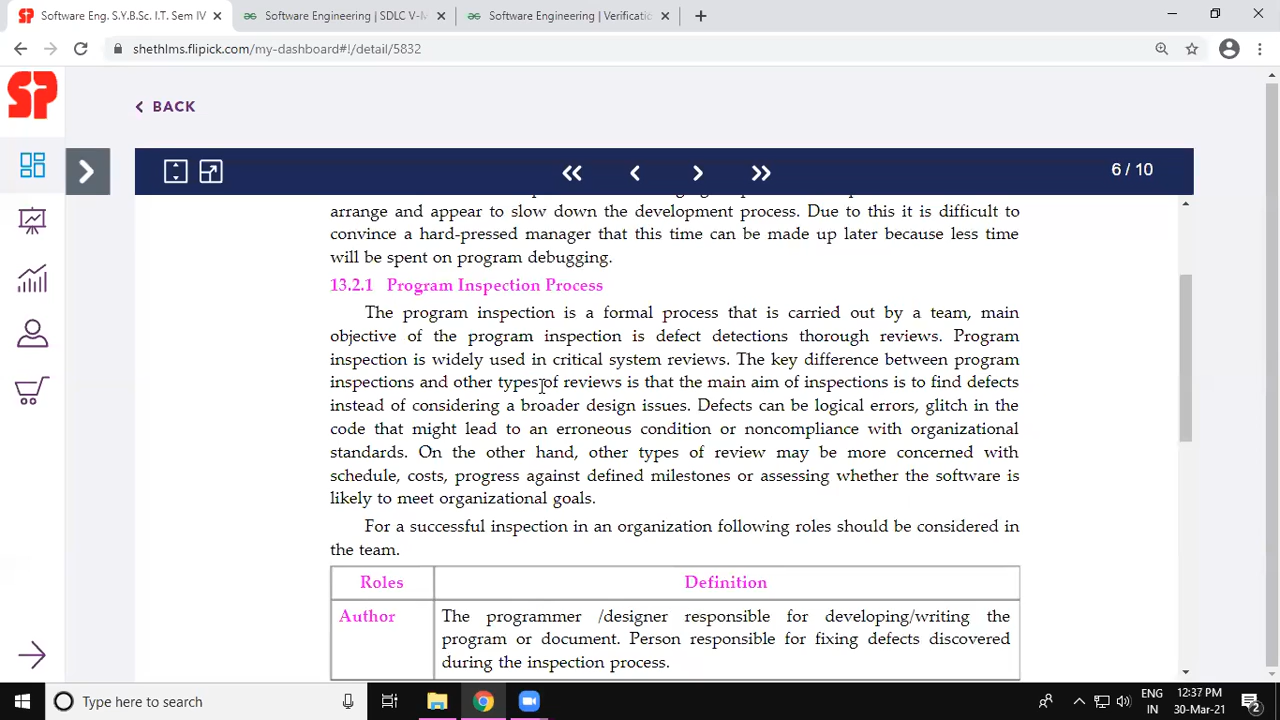 Software Eng. S.Y.B.Sc. I.T. Sem IV
Software Engineering | SDLC V-M
Software Engineering | Verificatio
shethlms.flipick.com/my-dashboard#!/detail/5832
SP
BACK
6 / 10
arrange and appear to slow down the development process. Due to this it is difficult to
convince a hard-pressed manager that this time can be made up later because less time
will be spent on program debugging.
13.2.1 Program Inspection Process
The program inspection is a formal process that is carried out by a team, main
objective of the program inspection is defect detections thorough reviews. Program
inspection is widely used in critical system reviews. The key difference between program
inspections and other types of reviews is that the main aim of inspections is to find defects
instead of considering a broader design issues. Defects can be logical errors, glitch in the
code that might lead to an erroneous condition or noncompliance with organizational
standards. On the other hand, other types of review may be more concerned with
schedule, costs, progress against defined milestones or assessing whether the software is
likely to meet organizational goals.
For a successful inspection in an organization following roles should be considered in
the team.
Roles Definition
Author The programmer /designer responsible for developing/writing the
program or document. Person responsible for fixing defects discovered
during the inspection process.
Type here to search
ENG
IN
12:37 PM
30-Mar-21
2